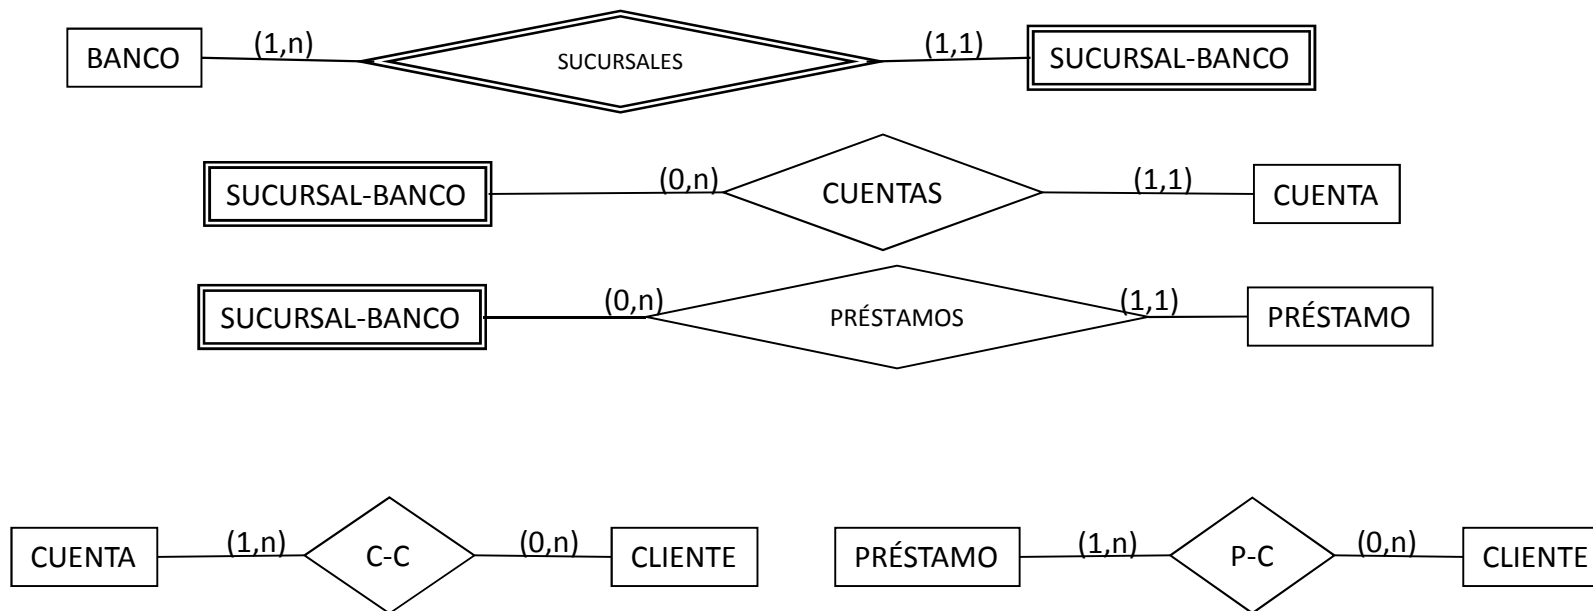 BANCO (1,n) SUCURSALES (1,1) SUCURSAL-BANCO
SUCURSAL-BANCO (0,n) CUENTAS (1,1) CUENTA
SUCURSAL-BANCO (0,n) PRÉSTAMOS (1,1) PRÉSTAMO
CUENTA (1,n) C-C (0,n) CLIENTE PRÉSTAMO (1,n) P-C (0,n) CLIENTE